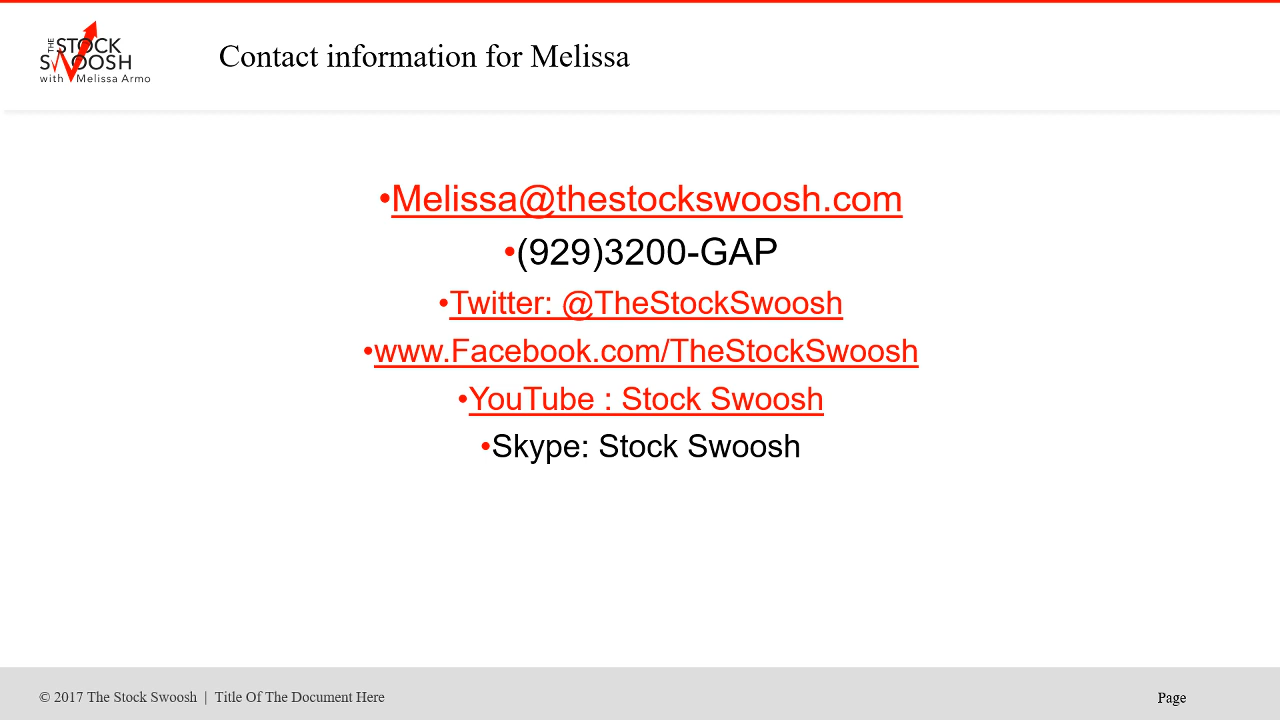 THE STOCK
SWOOSH
with Melissa Armo
Contact information for Melissa
•Melissa@thestockswoosh.com
•(929)3200-GAP
•Twitter: @TheStockSwoosh
•www.Facebook.com/TheStockSwoosh
•YouTube : Stock Swoosh
•Skype: Stock Swoosh
© 2017 The Stock Swoosh | Title Of The Document Here
Page